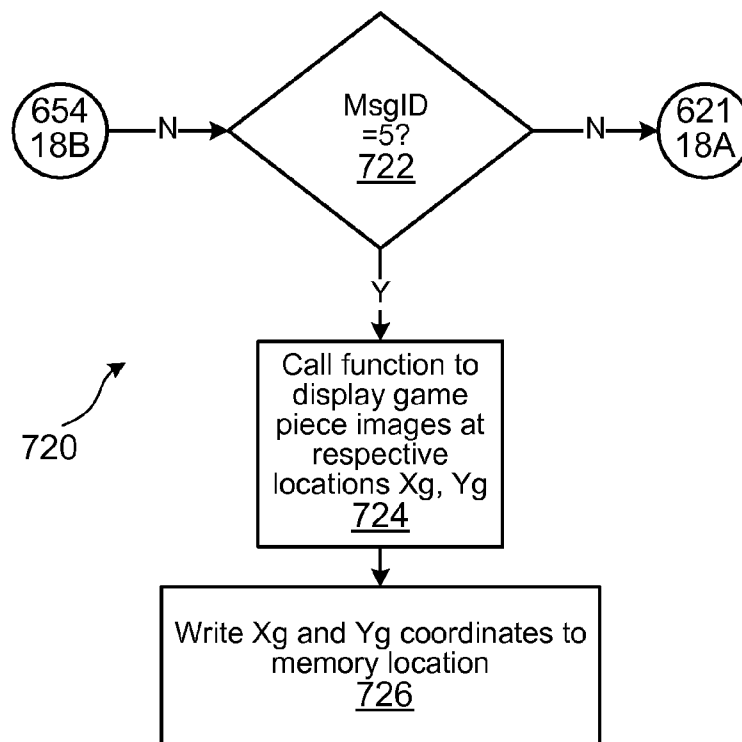 654
18B
N
MsgID
=5?
722
N
621
18A
Y
Call function to
display game
piece images at
respective
locations Xg, Yg
724
720
Write Xg and Yg coordinates to
memory location
726